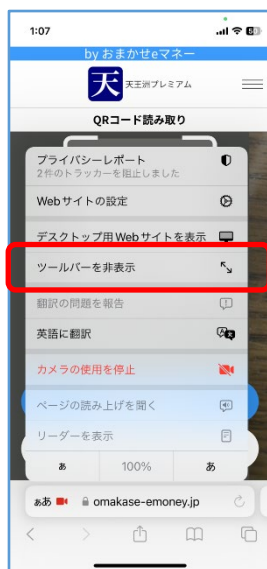 1:07
by おまかせeマネー
天 天王洲プレミアム
QRコード読み取り
プライバシーレポート
2件のトラッカーを阻止しました
Webサイトの設定
デスクトップ用Webサイトを表示
ツールバーを非表示
翻訳の問題を報告
英語に翻訳
カメラの使用を停止
ページの読み上げを聞く
リーダーを表示
ぁ 100% あ
ぁあ omakase-emoney.jp